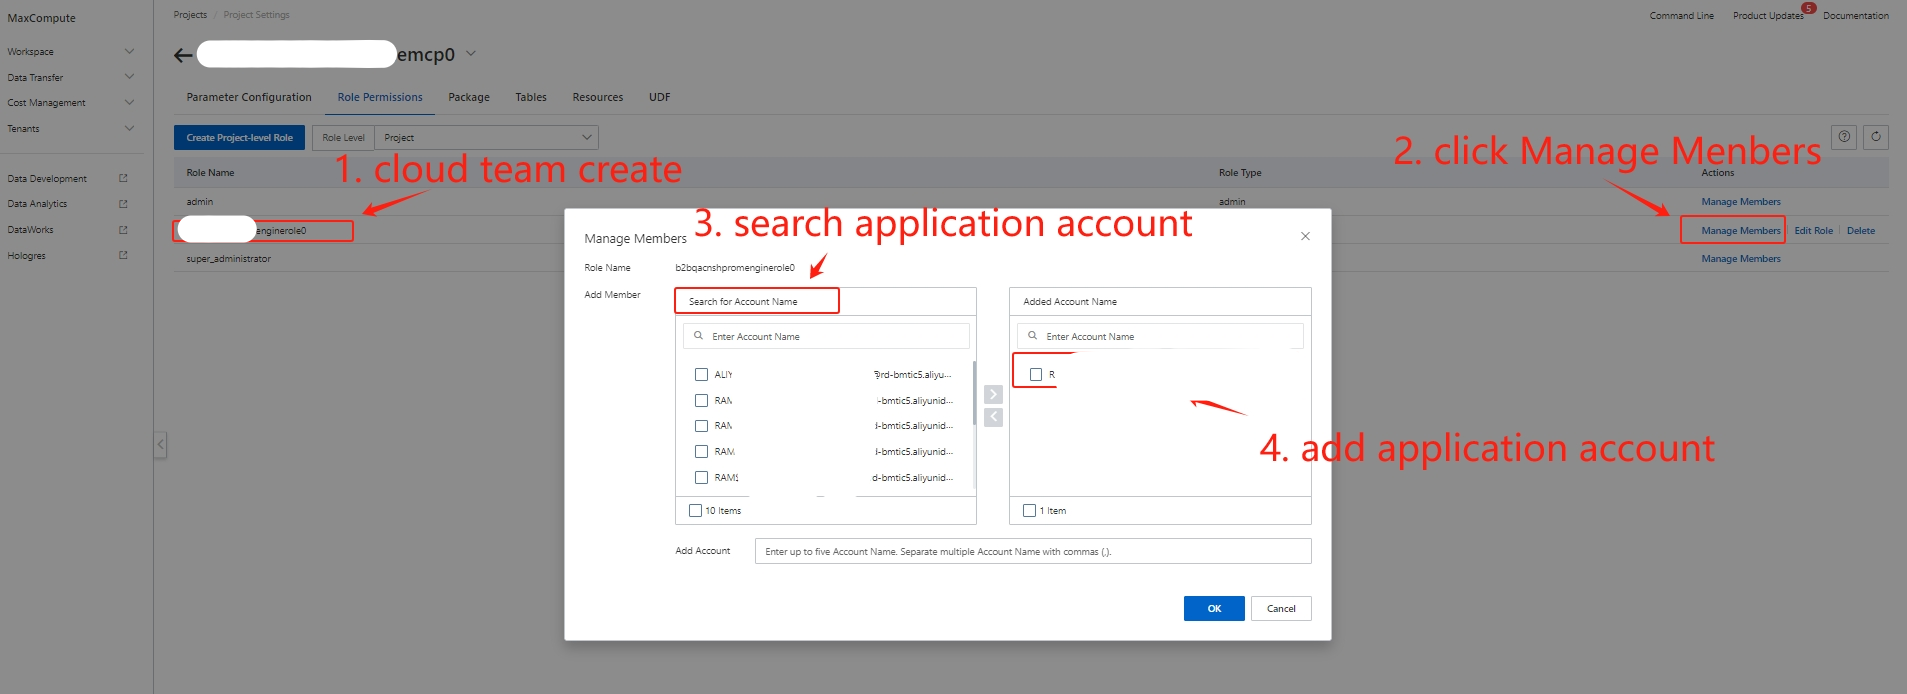 MaxCompute
Projects / Project Settings
Command Line
Product Updates
5
Documentation
Workspace
Data Transfer
Cost Management
Tenants
Data Development
Data Analytics
DataWorks
Hologres
emcp0
Parameter Configuration
Role Permissions
Package
Tables
Resources
UDF
Create Project-level Role
Role Level
Project
1. cloud team create
2. click Manage Menbers
Role Name
Role Type
Actions
admin
admin
Manage Members
enginerole0
Manage Members
Edit Role
Delete
super_administrator
Manage Members
Manage Members
3. search application account
Role Name
b2bqacnshpromenginerole0
Add Member
Search for Account Name
Added Account Name
Enter Account Name
Enter Account Name
ALIY
rd-bmtic5.aliyu...
R
RAM
-bmtic5.aliyunid...
RAM
-bmtic5.aliyunid...
RAM
-bmtic5.aliyunid...
RAMS
d-bmtic5.aliyunid...
4. add application account
10 Items
1 Item
Add Account
Enter up to five Account Name. Separate multiple Account Name with commas (,).
OK
Cancel